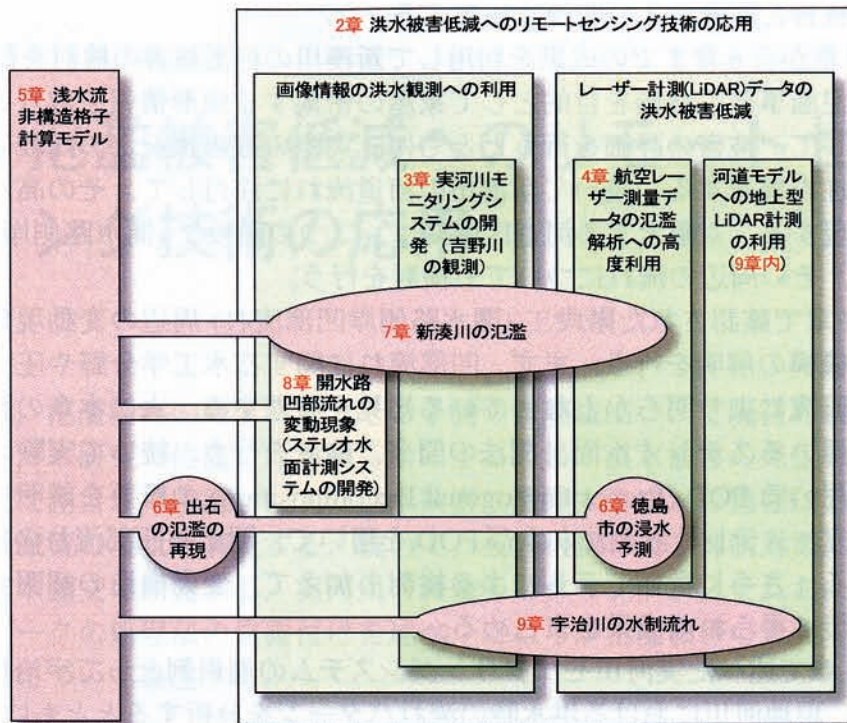 2章 洪水被害低減へのリモートセンシング技術の応用
5章 浅水流
非構造格子
計算モデル
画像情報の洪水観測への利用
レーザー計測(LiDAR)データの
洪水被害低減
3章 実河川モ
ニタリングシ
ステムの開
発（吉野川
の観測）
4章 航空レー
ザー測量デ
ータの氾濫
解析への高
度利用
河道モデル
への地上型
LiDAR計測
の利用
(9章内)
7章 新湊川の氾濫
8章 開水路
凹部流れの
変動現象
(ステレオ水
面計測シス
テムの開発)
6章 出石
の氾濫の
再現
6章 徳島
市の浸水
予測
9章 宇治川の水制流れ